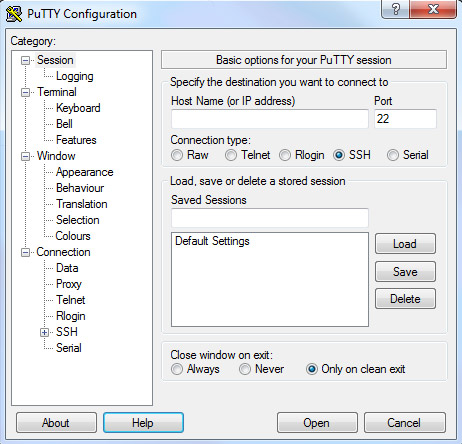 PuTTY Configuration
Category:
Session
Logging
Terminal
Keyboard
Bell
Features
Window
Appearance
Behaviour
Translation
Selection
Colours
Connection
Data
Proxy
Telnet
Rlogin
SSH
Serial
Basic options for your PuTTY session
Specify the destination you want to connect to
Host Name (or IP address) Port
22
Connection type:
Raw Telnet Rlogin SSH Serial
Load, save or delete a stored session
Saved Sessions
Default Settings
Load
Save
Delete
Close window on exit:
Always Never Only on clean exit
About Help Open Cancel